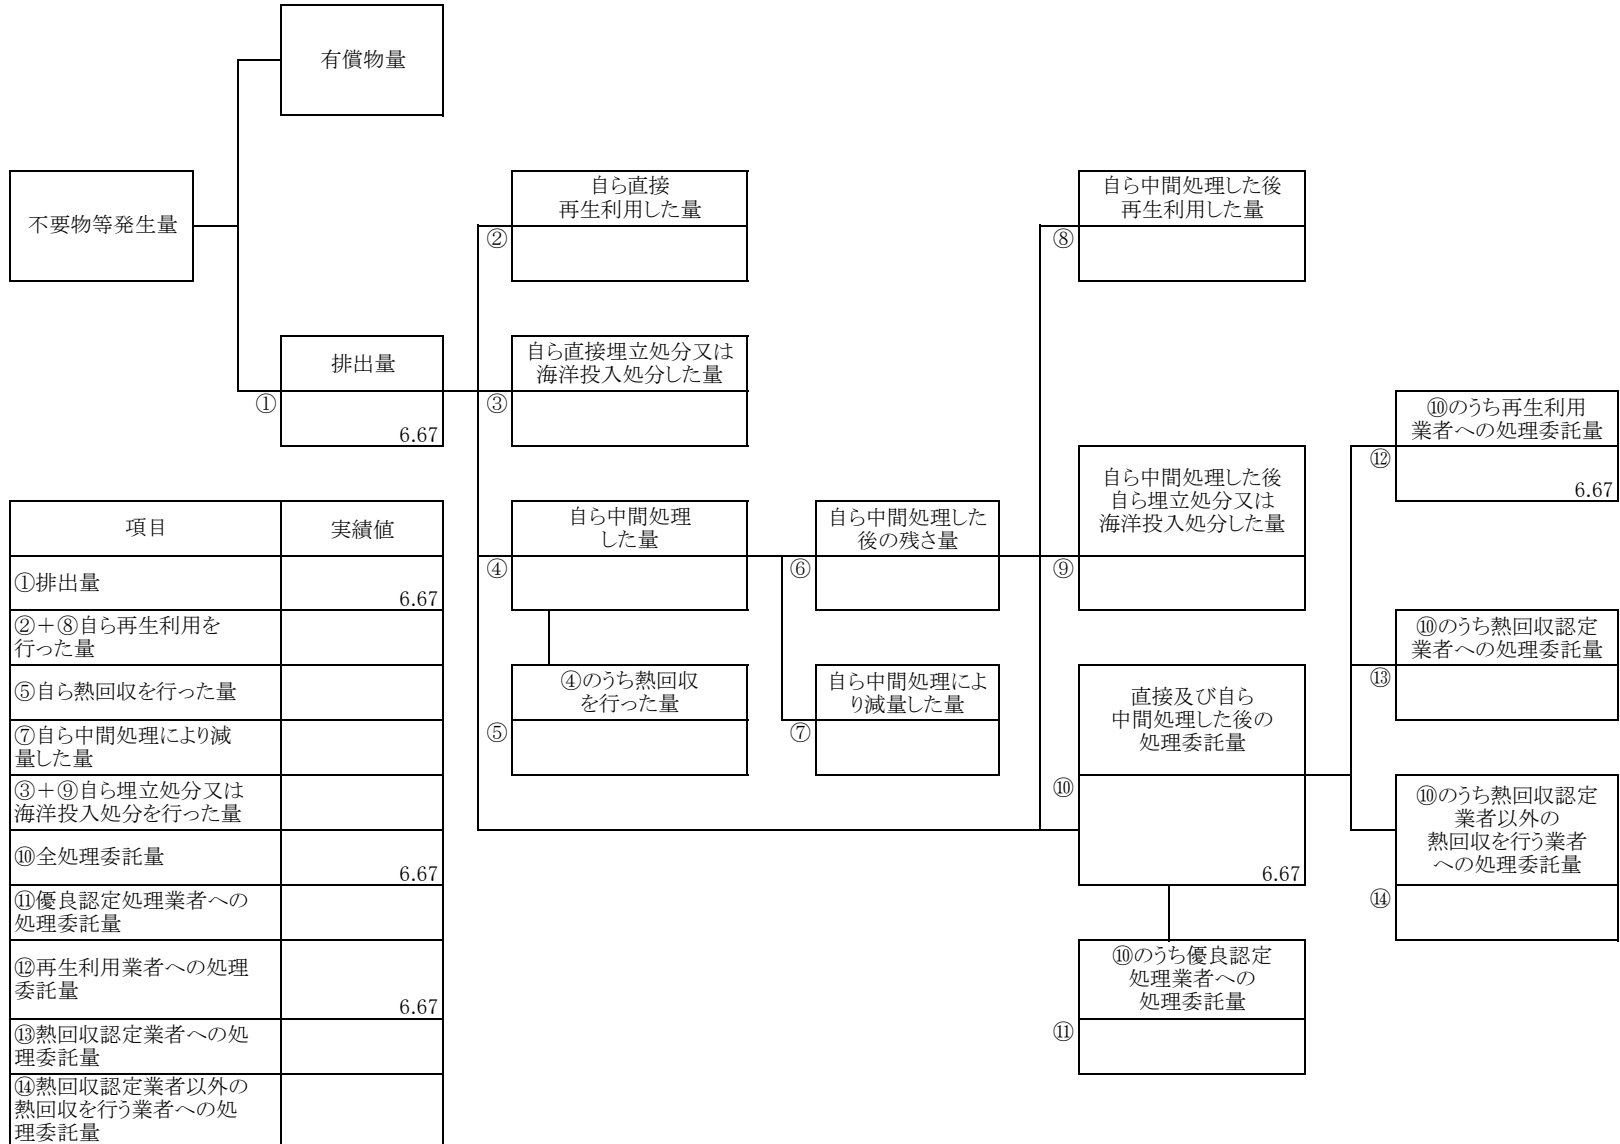 有償物量
不要物等発生量
自ら直接
再生利用した量
②
自ら中間処理した後
再生利用した量
⑧
排出量
①
6.67
自ら直接埋立処分又は
海洋投入処分した量
③
⑩のうち再生利用
業者への処理委託量
⑫
6.67
自ら中間処理
した量
④
自ら中間処理した
後の残さ量
⑥
自ら中間処理した後
自ら埋立処分又は
海洋投入処分した量
⑨
⑩のうち熱回収認定
業者への処理委託量
⑬
④のうち熱回収
を行った量
⑤
自ら中間処理によ
り減量した量
⑦
直接及び自ら
中間処理した後の
処理委託量
⑩
6.67
⑩のうち熱回収認定
業者以外の
熱回収を行う業者
への処理委託量
⑭
⑩のうち優良認定
処理業者への
処理委託量
⑪
項目 実績値
①排出量 6.67
②+⑧自ら再生利用を
行った量
⑤自ら熱回収を行った量
⑦自ら中間処理により減
量した量
③+⑨自ら埋立処分又は
海洋投入処分を行った量
⑩全処理委託量 6.67
⑪優良認定処理業者への
処理委託量
⑫再生利用業者への処理
委託量 6.67
⑬熱回収認定業者への処
理委託量
⑭熱回収認定業者以外の
熱回収を行う業者への処
理委託量